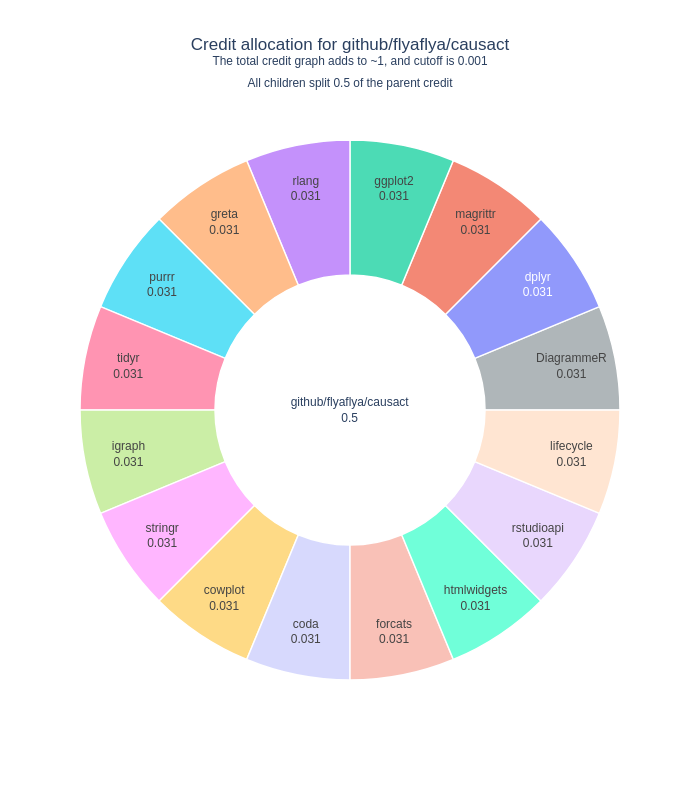 Credit allocation for github/flyaflya/causact
The total credit graph adds to ~1, and cutoff is 0.001
All children split 0.5 of the parent credit
rlang
0.031
ggplot2
0.031
greta
0.031
magrittr
0.031
purrr
0.031
dplyr
0.031
tidyr
0.031
DiagrammeR
0.031
github/flyaflya/causact
0.5
igraph
0.031
lifecycle
0.031
stringr
0.031
rstudioapi
0.031
cowplot
0.031
htmlwidgets
0.031
coda
0.031
forcats
0.031